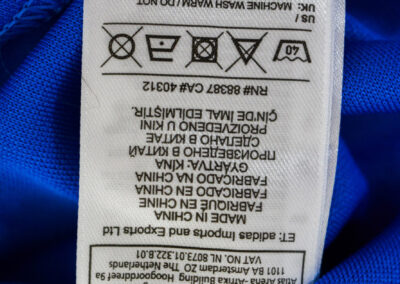 Atlas Arena -Afrika Building Hoogoorddreef 9a
1101 BA Amsterdam ZO The Netherlands
VAT NO. NL 8073.01.322.B.01
ET: adidas Imports and Exports Ltd
MADE IN CHINA
FABRIQUÉ EN CHINE
FABRICADO EN CHINA
FABRICADO NA CHINA
GYÁRTVA: KÍNA
ПРОИЗВЕДЕНО В КИТАЙ
СДЕЛАНО В КИТАЕ
PROIZVEDENO U KINI
ÇİN'DE İMAL EDİLMİŞTİR.
RN# 88387 CA# 40312
40
US /
UK: MACHINE WASH WARM / DO NOT